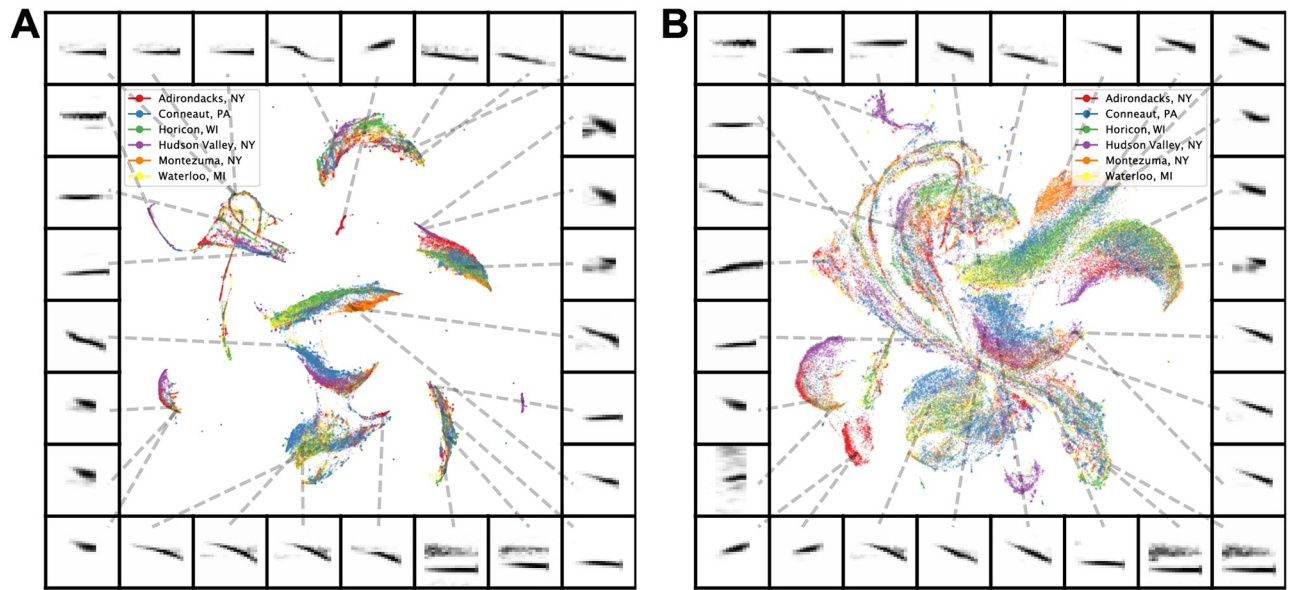 A
Adirondacks, NY
Conneaut, PA
Horicon, WI
Hudson Valley, NY
Montezuma, NY
Waterloo, MI
B
Adirondacks, NY
Conneaut, PA
Horicon, WI
Hudson Valley, NY
Montezuma, NY
Waterloo, MI